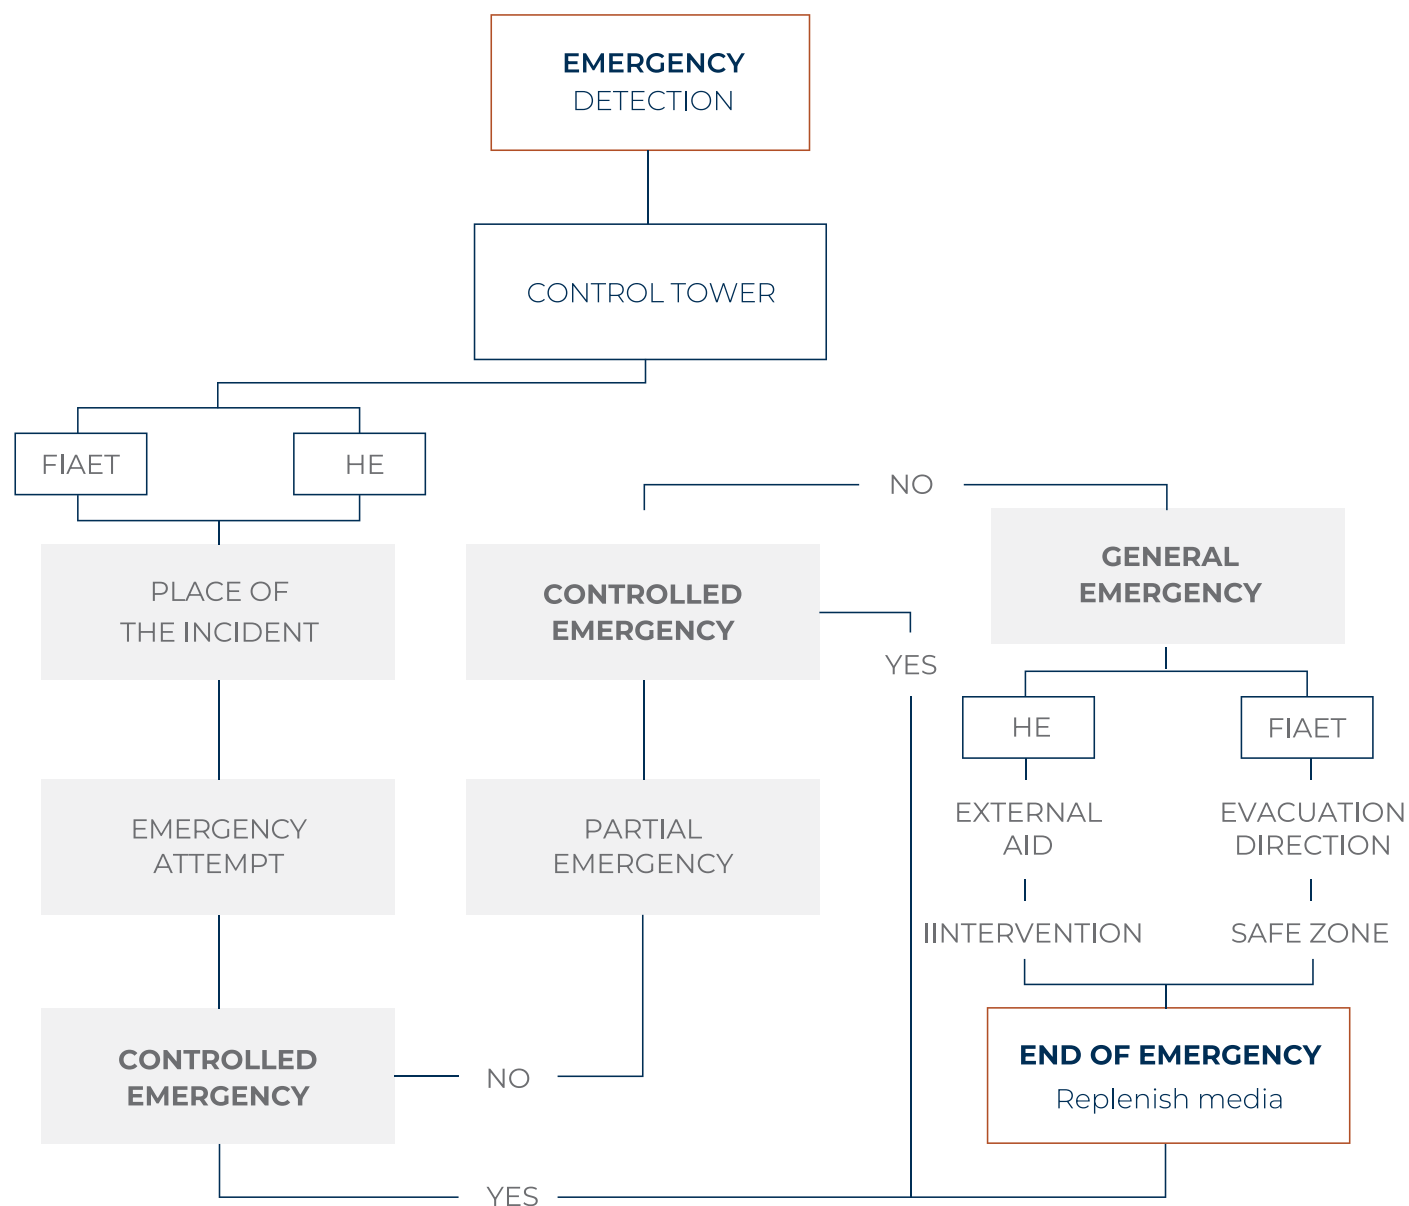 EMERGENCY
DETECTION
CONTROL TOWER
FIAET
HE
PLACE OF
THE INCIDENT
EMERGENCY
ATTEMPT
CONTROLLED
EMERGENCY
NO
YES
CONTROLLED
EMERGENCY
PARTIAL
EMERGENCY
NO
YES
GENERAL
EMERGENCY
HE
FIAET
EXTERNAL
AID
EVACUATION
DIRECTION
IINTERVENTION
SAFE ZONE
END OF EMERGENCY
Replenish media